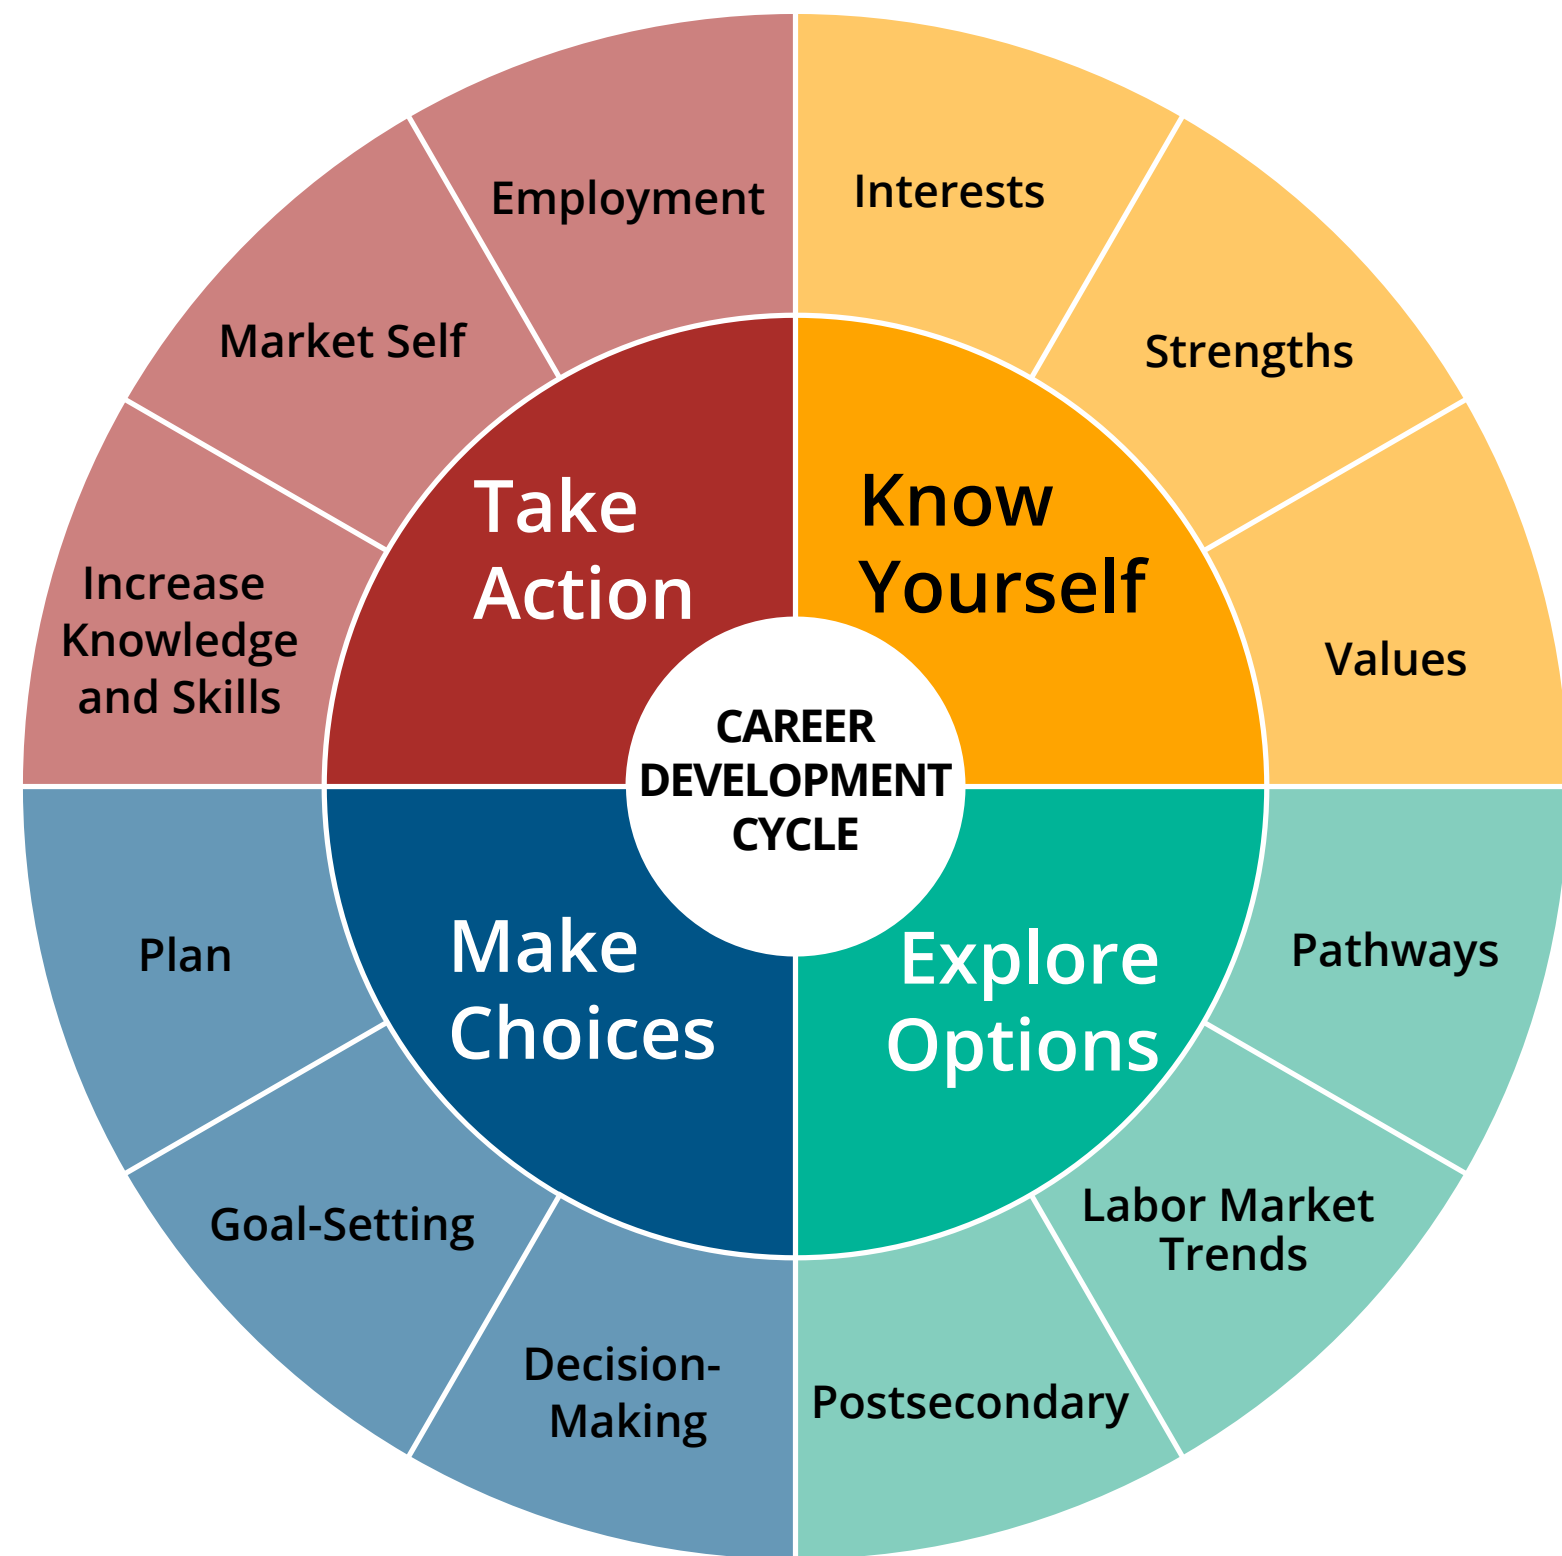 CAREER
DEVELOPMENT
CYCLE
Know
Yourself
Interests
Strengths
Values
Explore
Options
Pathways
Labor Market
Trends
Postsecondary
Make
Choices
Decision-
Making
Goal-Setting
Plan
Take
Action
Increase
Knowledge
and Skills
Market Self
Employment